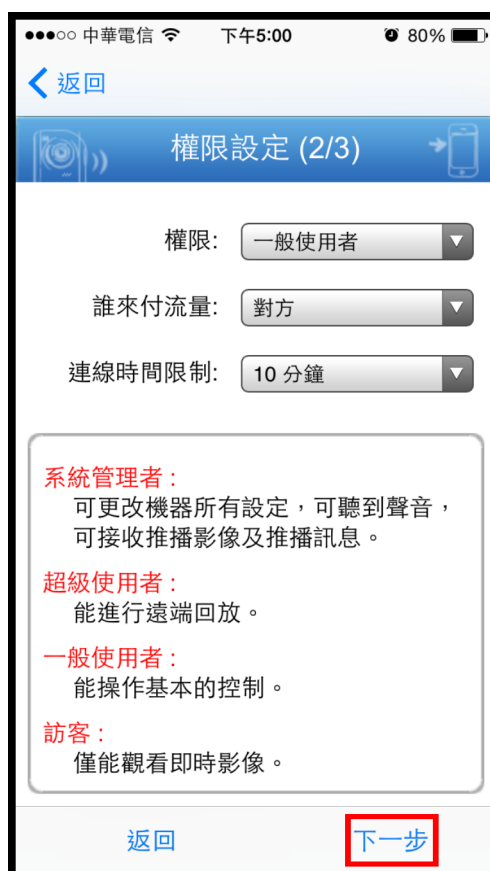 中華電信 下午5:00 80%
返回
權限設定 (2/3)
權限: 一般使用者
誰來付流量: 對方
連線時間限制: 10 分鐘
系統管理者 :
可更改機器所有設定，可聽到聲音，
可接收推播影像及推播訊息。
超級使用者 :
能進行遠端回放。
一般使用者 :
能操作基本的控制。
訪客 :
僅能觀看即時影像。
返回 下一步